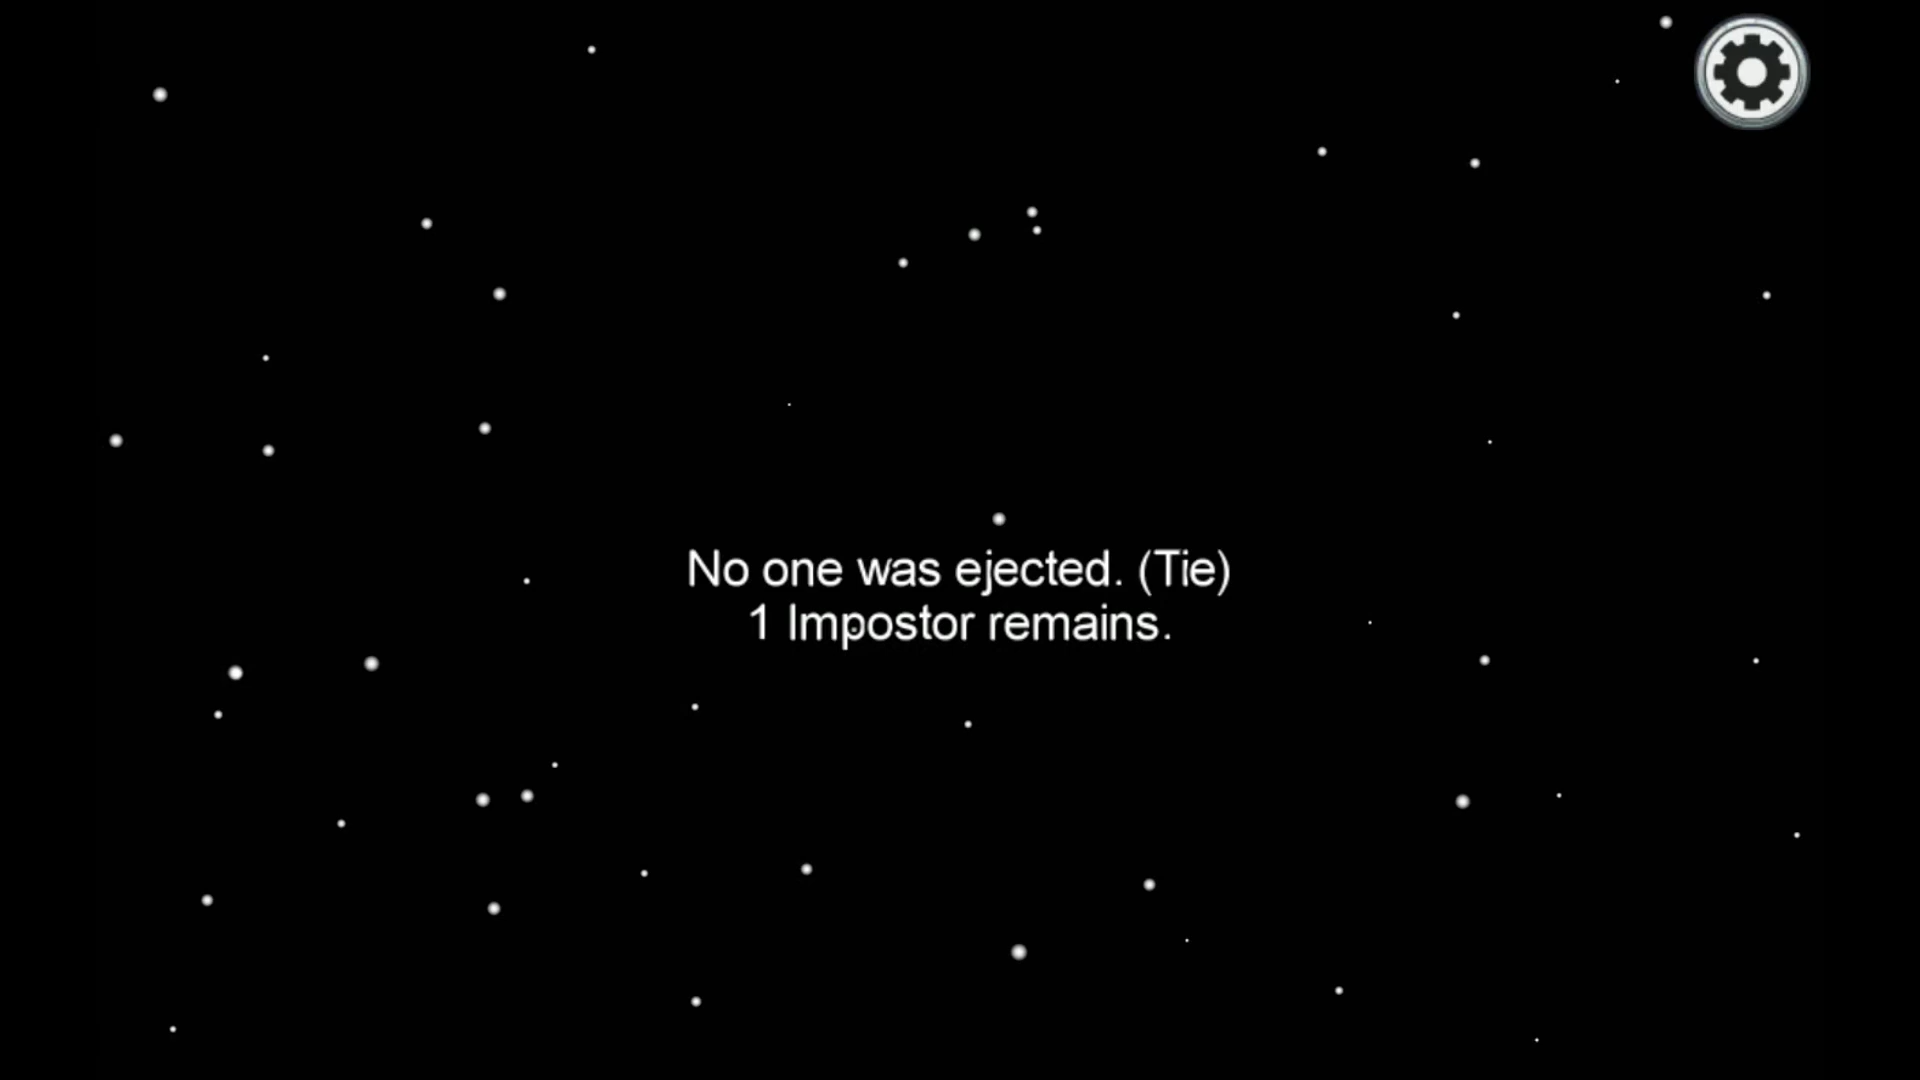 No one was ejected. (Tie)
1 Impostor remains.